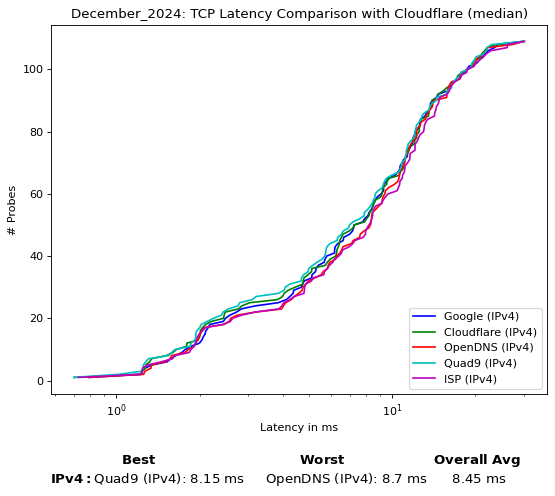 December_2024: TCP Latency Comparison with Cloudflare (median)
# Probes
100
80
60
40
20
0
10⁰
10¹
Latency in ms
Google (IPv4)
Cloudflare (IPv4)
OpenDNS (IPv4)
Quad9 (IPv4)
ISP (IPv4)
Best Worst Overall Avg
IPv4: Quad9 (IPv4): 8.15 ms OpenDNS (IPv4): 8.7 ms 8.45 ms